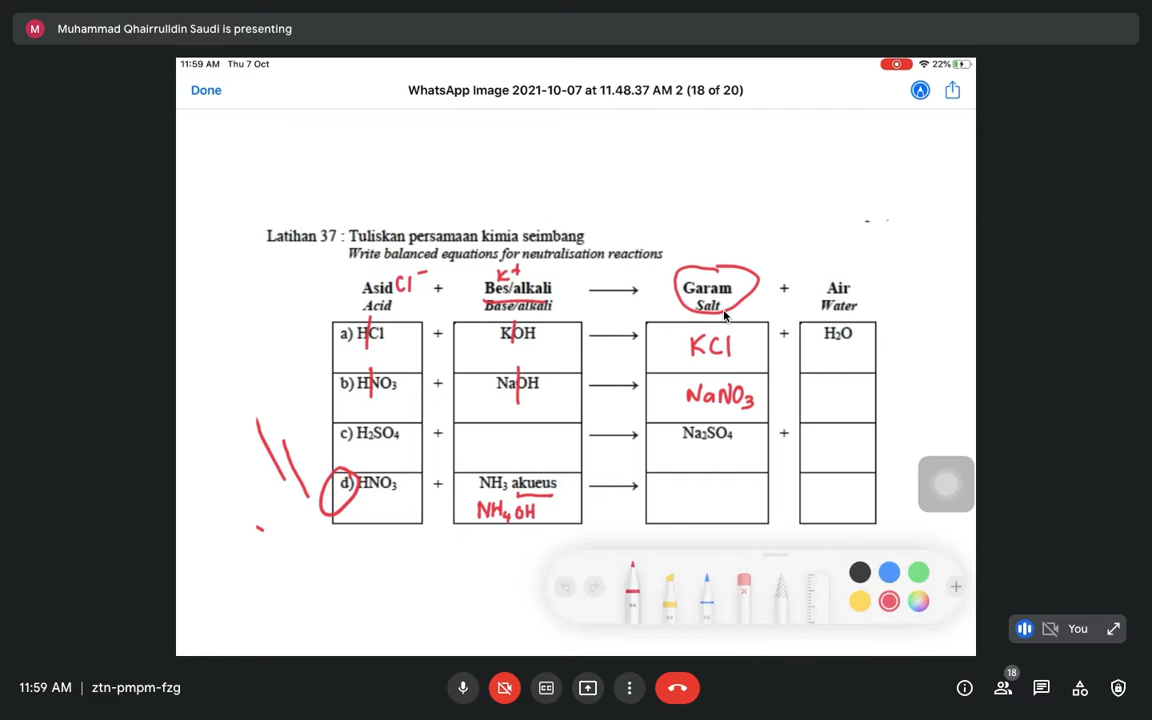 M Muhammad Qhairrulldin Saudi is presenting
11:59 AM Thu 7 Oct 22%
Done WhatsApp Image 2021-10-07 at 11.48.37 AM 2 (18 of 20)
Latihan 37 : Tuliskan persamaan kimia seimbang
Write balanced equations for neutralisation reactions
Cl⁻ K⁺
Asid + Bes/alkali ⟶ Garam + Air
Acid Base/alkali Salt Water
a) HCl + KOH ⟶ KCl + H₂O
b) HNO₃ + NaOH ⟶ NaNO₃ +
c) H₂SO₄ + ⟶ Na₂SO₄ +
d) HNO₃ + NH₃ akueus ⟶
NH₄OH
You
11:59 AM | ztn-pmpm-fzg
18